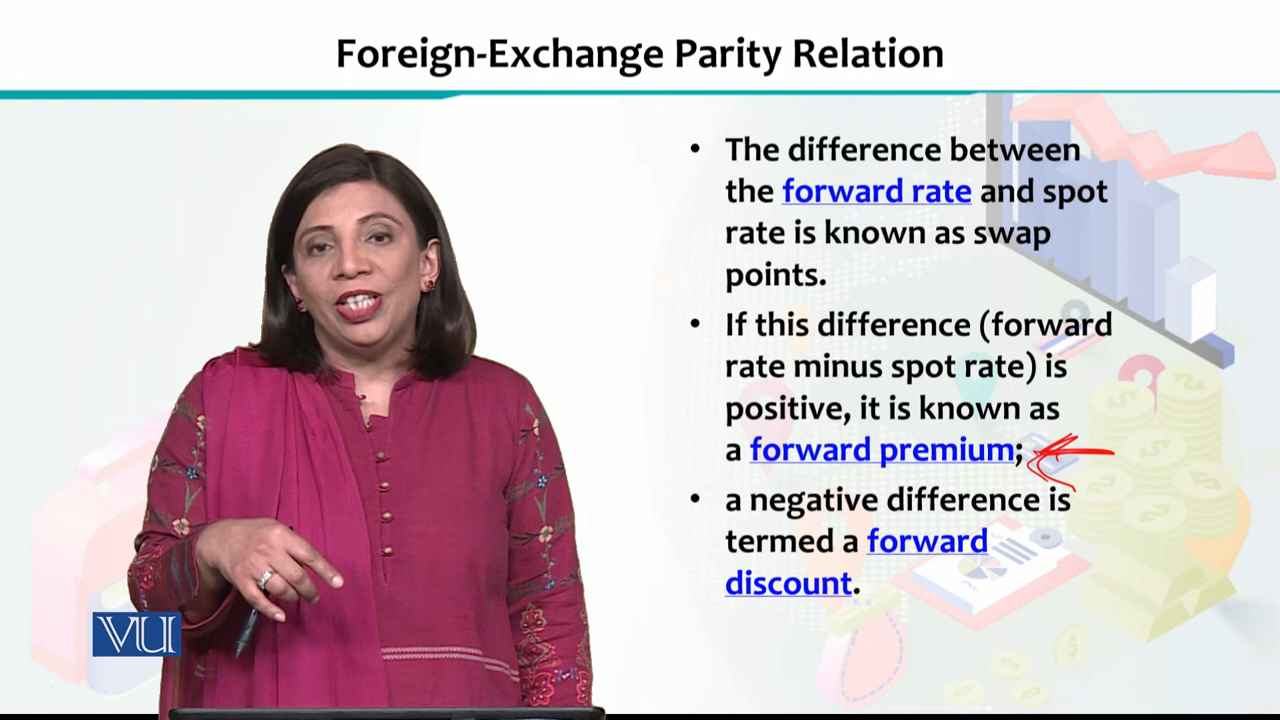 Foreign-Exchange Parity Relation
• The difference between
the forward rate and spot
rate is known as swap
points.
• If this difference (forward
rate minus spot rate) is
positive, it is known as
a forward premium;
• a negative difference is
termed a forward
discount.
VU